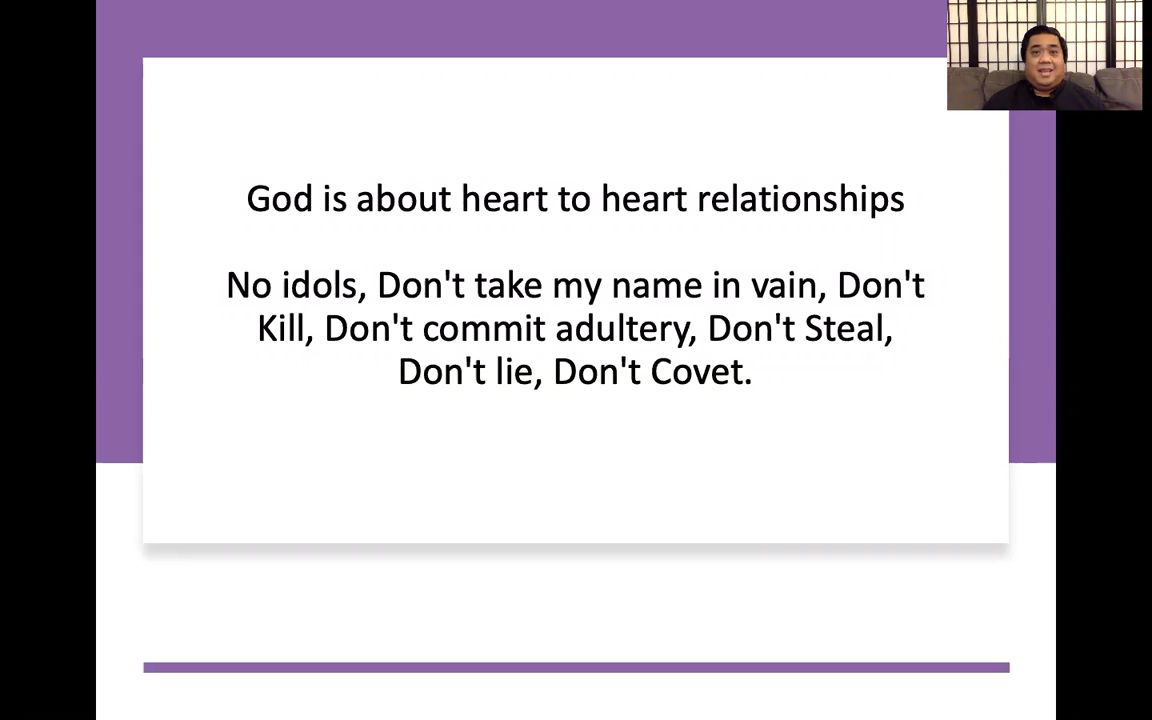 God is about heart to heart relationships
No idols, Don't take my name in vain, Don't
Kill, Don't commit adultery, Don't Steal,
Don't lie, Don't Covet.